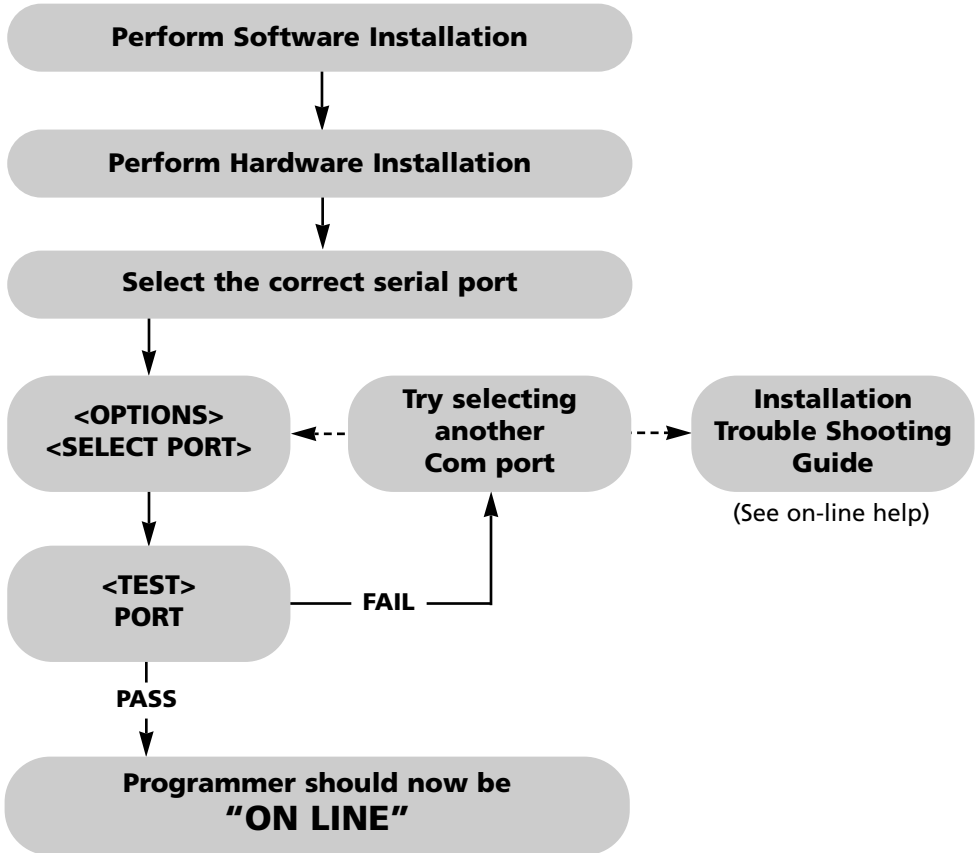 Perform Software Installation
Perform Hardware Installation
Select the correct serial port
<OPTIONS>
<SELECT PORT>
Try selecting
another
Com port
Installation
Trouble Shooting
Guide
(See on-line help)
<TEST>
PORT
FAIL
PASS
Programmer should now be
“ON LINE”